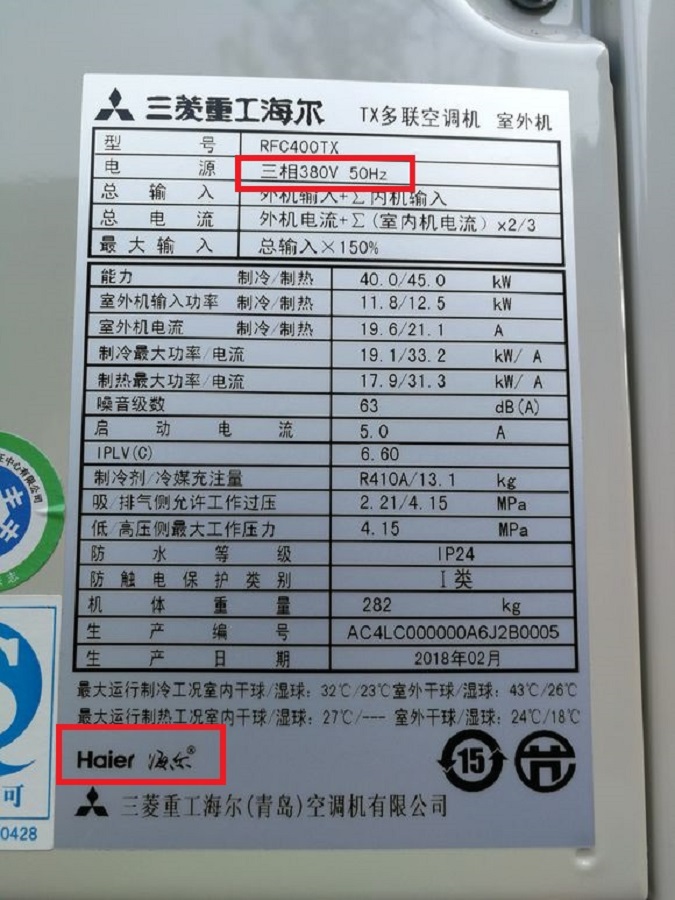 三菱重工海尔 TX多联空调机 室外机
型号 RFC400TX
电源 三相380V 50Hz
总输入 外机输入+Σ内机输入
总电流 外机电流+Σ(室内机电流)x2/3
最大输入 总输入×150%
能力 制冷/制热 40.0/45.0 kW
室外机输入功率 制冷/制热 11.8/12.5 kW
室外机电流 制冷/制热 19.6/21.1 A
制冷最大功率/电流 19.1/33.2 kW/ A
制热最大功率/电流 17.9/31.3 kW/ A
噪音级数 63 dB(A)
启动电流 5.0 A
IPLV(C) 6.60
制冷剂/冷媒充注量 R410A/13.1 kg
吸/排气侧允许工作过压 2.21/4.15 MPa
低/高压侧最大工作压力 4.15 MPa
防水等级 IP24
防触电保护类别 I类
机体重量 282 kg
生产编号 AC4LC000000A6J2B0005
生产日期 2018年02月
最大运行制冷工况室内干球/湿球: 32℃/23℃室外干球/湿球: 43℃/26℃
最大运行制热工况室内干球/湿球: 27℃/--- 室外干球/湿球: 24℃/18℃
Haier 海尔®
15
三菱重工海尔(青岛)空调机有限公司
中心有限公司
可
0428